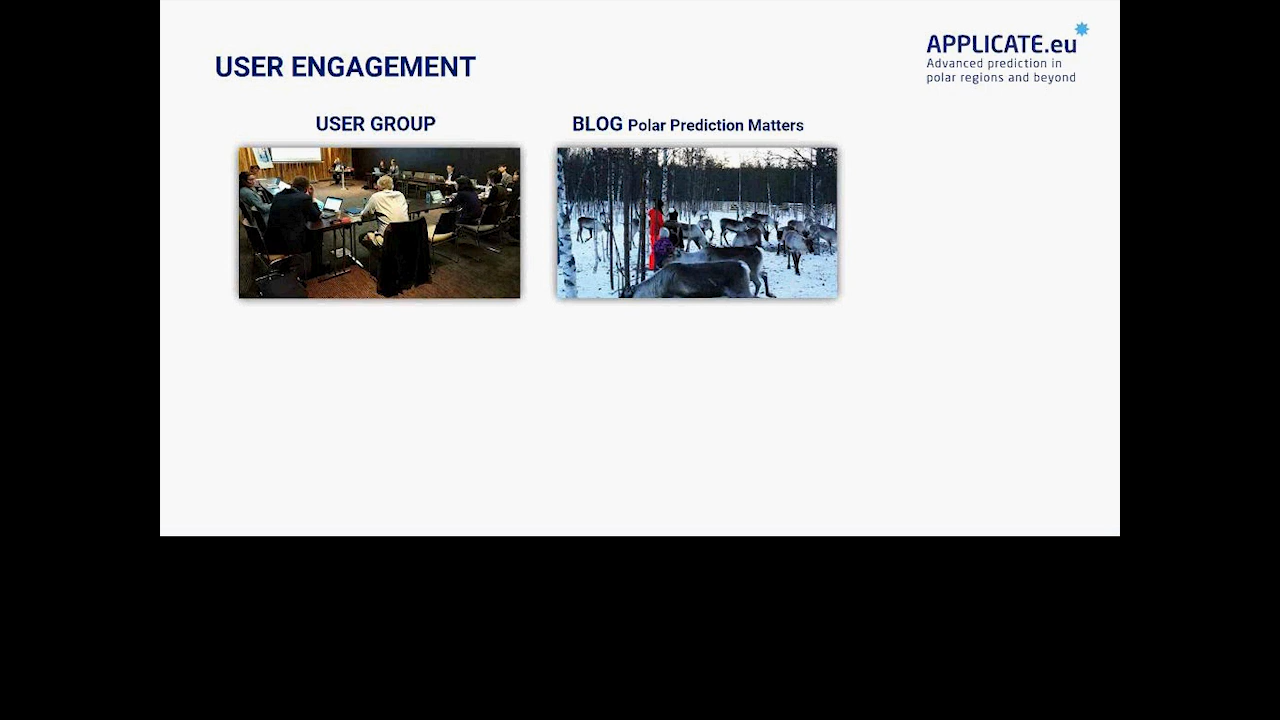 APPLICATE.eu
Advanced prediction in
polar regions and beyond
USER ENGAGEMENT
USER GROUP
BLOG Polar Prediction Matters